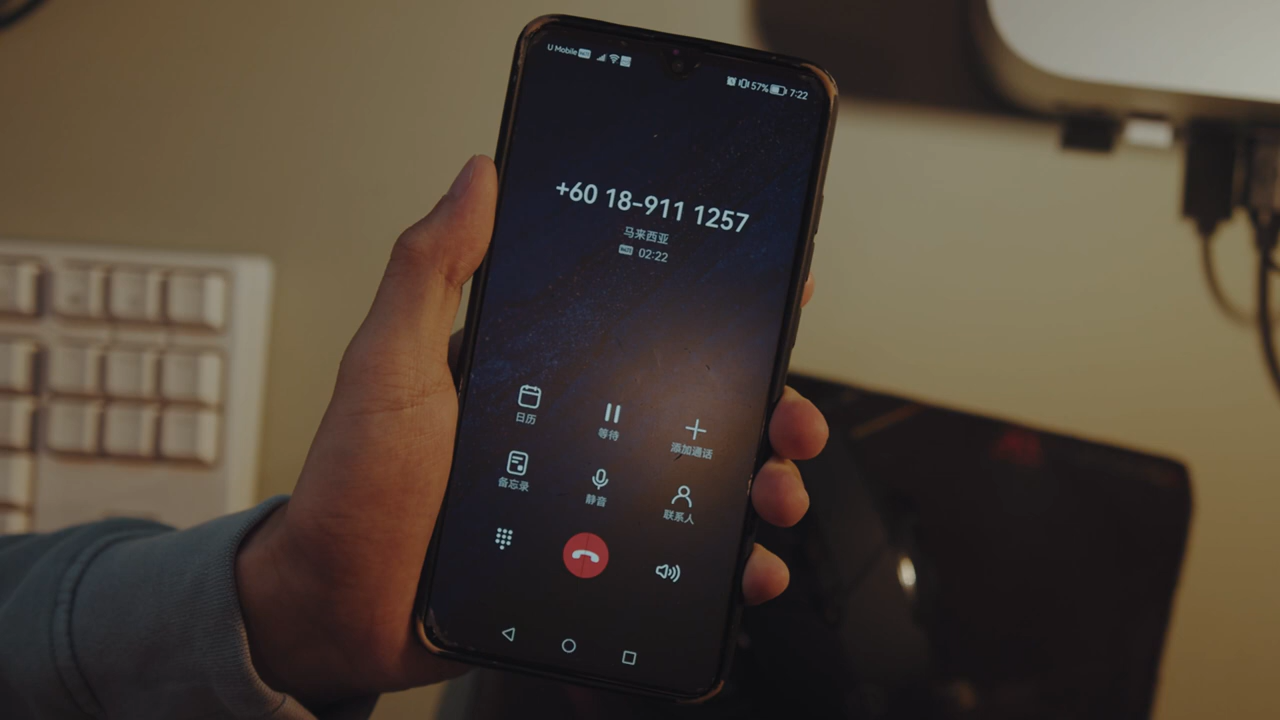 U Mobile
57% 7:22
+60 18-911 1257
马来西亚
02:22
日历 等待 添加通话
备忘录 静音 联系人